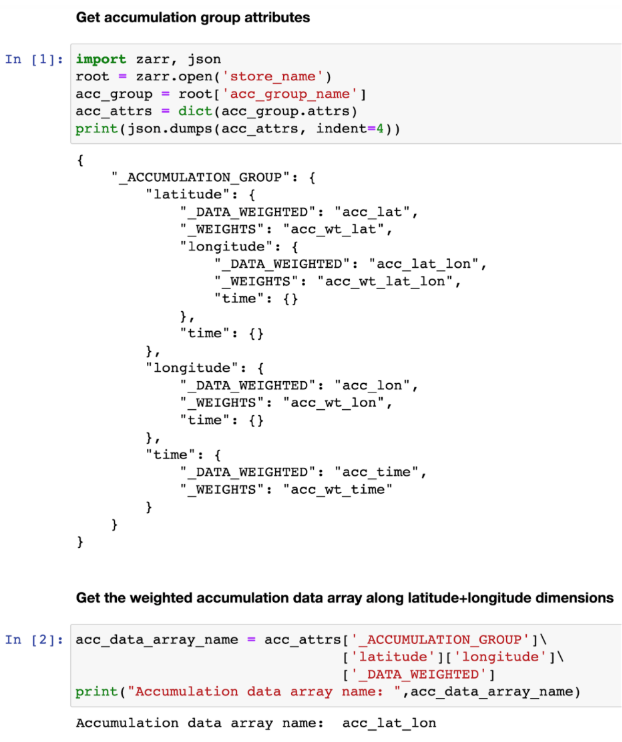 Get accumulation group attributes
In [1]: import zarr, json
root = zarr.open('store_name')
acc_group = root['acc_group_name']
acc_attrs = dict(acc_group.attrs)
print(json.dumps(acc_attrs, indent=4))
{
    "_ACCUMULATION_GROUP": {
        "latitude": {
            "_DATA_WEIGHTED": "acc_lat",
            "_WEIGHTS": "acc_wt_lat",
            "longitude": {
                "_DATA_WEIGHTED": "acc_lat_lon",
                "_WEIGHTS": "acc_wt_lat_lon",
                "time": {}
            },
            "time": {}
        },
        "longitude": {
            "_DATA_WEIGHTED": "acc_lon",
            "_WEIGHTS": "acc_wt_lon",
            "time": {}
        },
        "time": {
            "_DATA_WEIGHTED": "acc_time",
            "_WEIGHTS": "acc_wt_time"
        }
    }
}
Get the weighted accumulation data array along latitude+longitude dimensions
In [2]: acc_data_array_name = acc_attrs['_ACCUMULATION_GROUP']\
['latitude']['longitude']\
['_DATA_WEIGHTED']
print("Accumulation data array name: ",acc_data_array_name)
Accumulation data array name:  acc_lat_lon